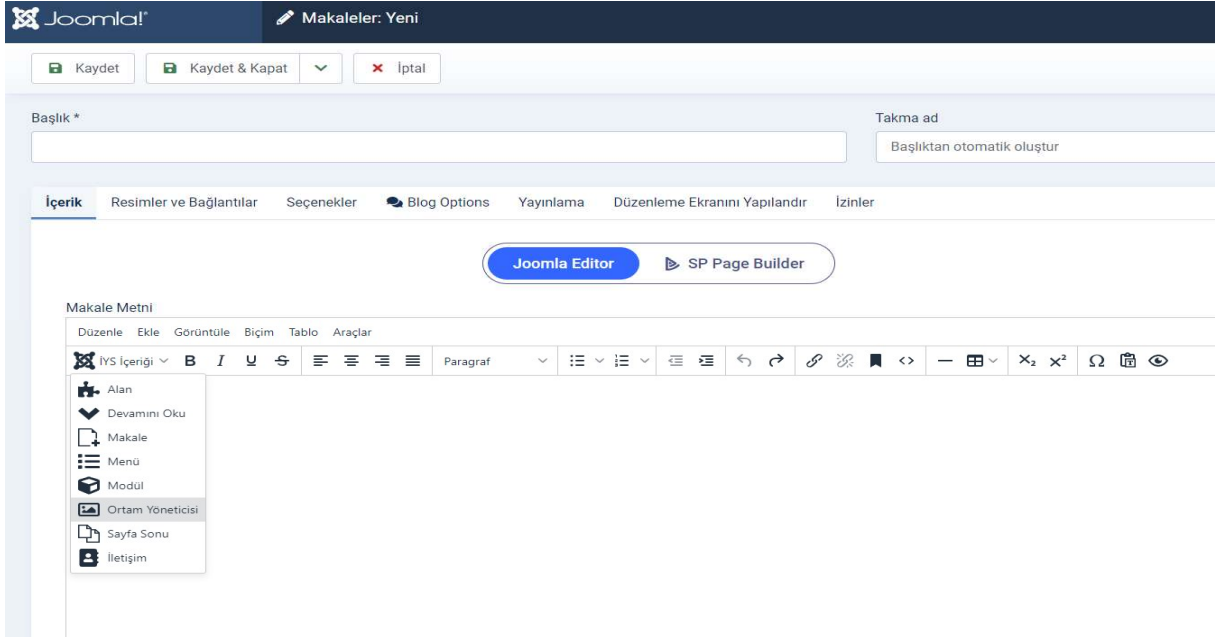 Joomla!® Makaleler: Yeni
Kaydet Kaydet & Kapat İptal
Başlık * Takma ad
Başlıktan otomatik oluştur
İçerik Resimler ve Bağlantılar Seçenekler Blog Options Yayınlama Düzenleme Ekranını Yapılandır İzinler
Joomla Editor SP Page Builder
Makale Metni
Düzenle Ekle Görüntüle Biçim Tablo Araçlar
İYS İçeriği B I U S Paragraf X₂ X² Ω
Alan
Devamını Oku
Makale
Menü
Modül
Ortam Yöneticisi
Sayfa Sonu
İletişim